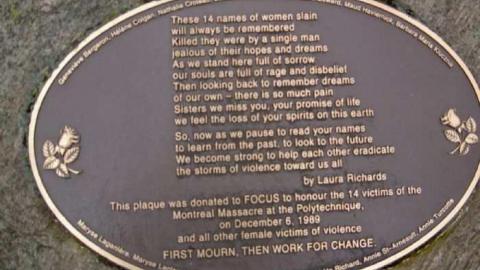 Geneviève Bergeron, Hélène Colgan, Nathalie Croteau, Maud Haviernick, Barbara Maria Klucznik
These 14 names of women slain
will always be remembered
Killed they were by a single man
jealous of their hopes and dreams
As we stand here full of sorrow
our souls are full of rage and disbelief
Then looking back to remember dreams
of our own – there is so much pain
Sisters we miss you, your promise of life
we feel the loss of your spirits on this earth
So, now as we pause to read your names
to learn from the past, to look to the future
We become strong to help each other eradicate
the storms of violence toward us all
by Laura Richards
This plaque was donated to FOCUS to honour the 14 victims of the
Montreal Massacre at the Polytechnique,
on December 6, 1989
and all other female victims of violence
FIRST MOURN, THEN WORK FOR CHANGE.
Maryse Laganière, Maryse Richard, Annie St-Arneault, Annie Turcotte